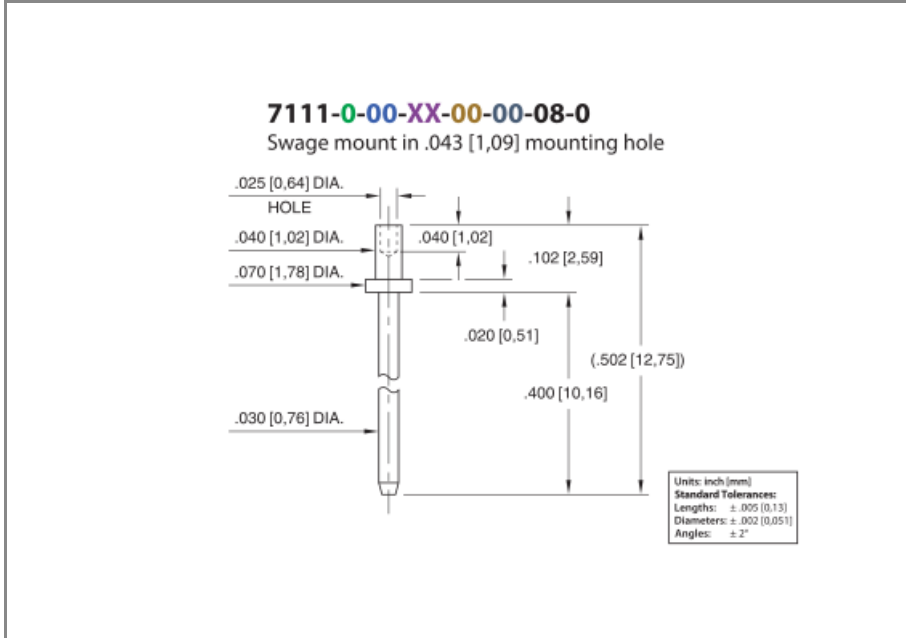 7111-0-00-XX-00-00-08-0
Swage mount in .043 [1,09] mounting hole
.025 [0,64] DIA.
HOLE
.040 [1,02] DIA.
.040 [1,02]
.102 [2,59]
.070 [1,78] DIA.
.020 [0,51]
(.502 [12,75])
.400 [10,16]
.030 [0,76] DIA.
Units: inch [mm]
Standard Tolerances:
Lengths: ± .005 [0,13]
Diameters: ± .002 [0,051]
Angles: ± 2°